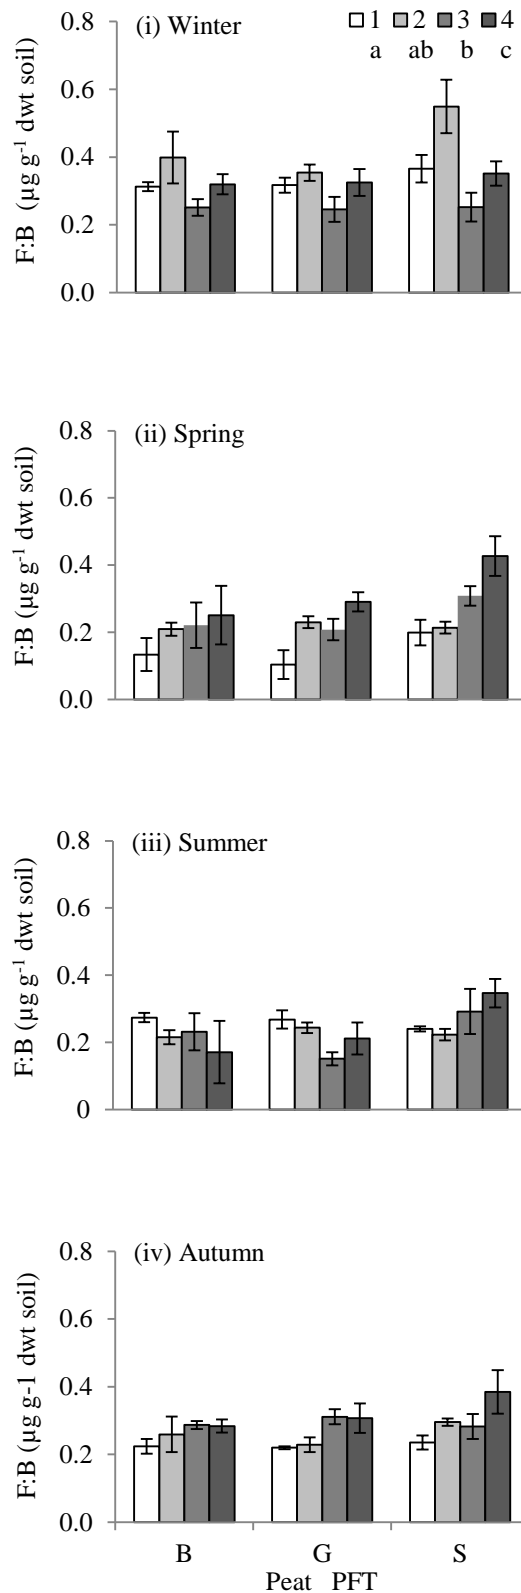 (i) Winter
1 2 3 4
a ab b c
0.8
0.6
0.4
0.2
0.0
F:B (µg g-1 dwt soil)
(ii) Spring
0.8
0.6
0.4
0.2
0.0
F:B (µg g-1 dwt soil)
(iii) Summer
0.8
0.6
0.4
0.2
0
F:B (µg g-1 dwt soil)
(iv) Autumn
0.8
0.6
0.4
0.2
0.0
F:B (µg g-1 dwt soil)
B G S
Peat PFT